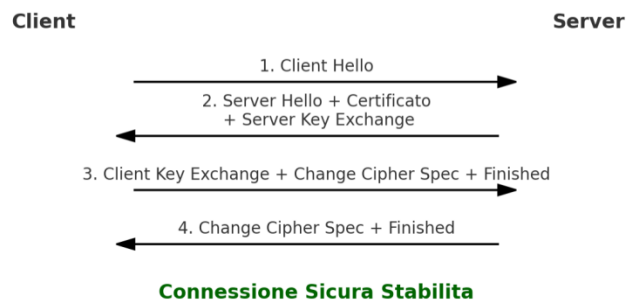 Client
Server
1. Client Hello
2. Server Hello + Certificato
+ Server Key Exchange
3. Client Key Exchange + Change Cipher Spec + Finished
4. Change Cipher Spec + Finished
Connessione Sicura Stabilita